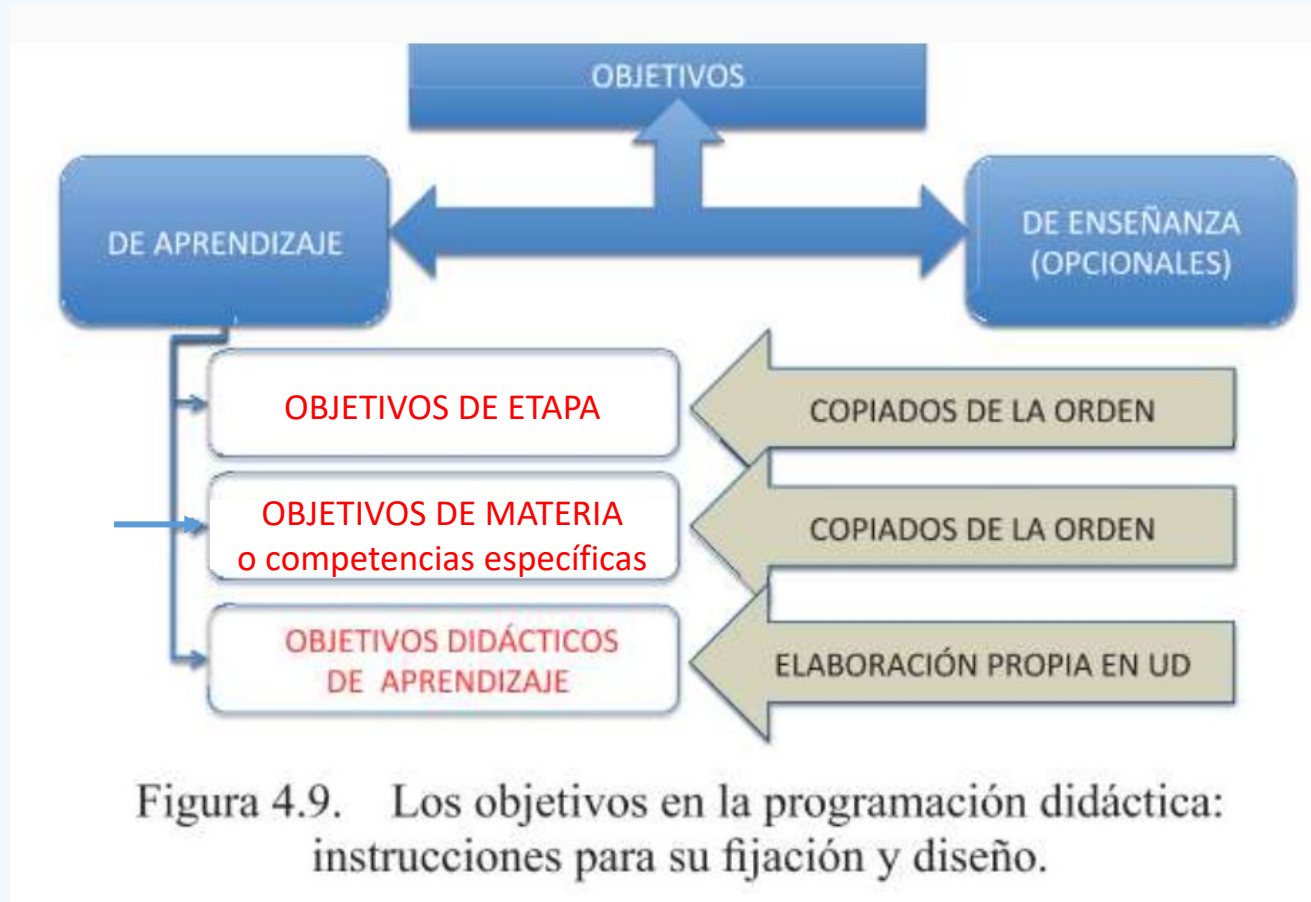 OBJETIVOS
DE APRENDIZAJE
DE ENSEÑANZA
(OPCIONALES)
OBJETIVOS DE ETAPA
COPIADOS DE LA ORDEN
OBJETIVOS DE MATERIA
o competencias específicas
COPIADOS DE LA ORDEN
OBJETIVOS DIDÁCTICOS
DE APRENDIZAJE
ELABORACIÓN PROPIA EN UD
Figura 4.9. Los objetivos en la programación didáctica:
instrucciones para su fijación y diseño.